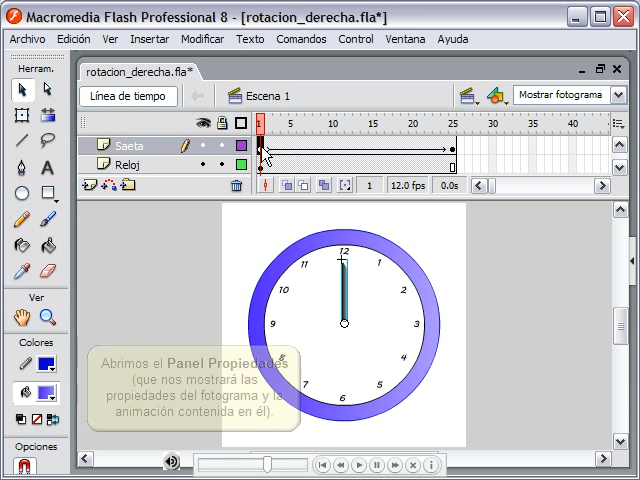 Macromedia Flash Professional 8 - [rotacion_derecha.fla*]
Archivo Edición Ver Insertar Modificar Texto Comandos Control Ventana Ayuda
Herram.
rotacion_derecha.fla*
Línea de tiempo
Escena 1
Mostrar fotograma
1 5 10 15 20 25 30 35 40
Saeta
Reloj
1 12.0 fps 0.0s
Ver
Colores
Opciones
12
11 1
10 2
9 3
8 4
7 5
6
Abrimos el Panel Propiedades
(que nos mostrará las
propiedades del fotograma y la
animación contenida en él).